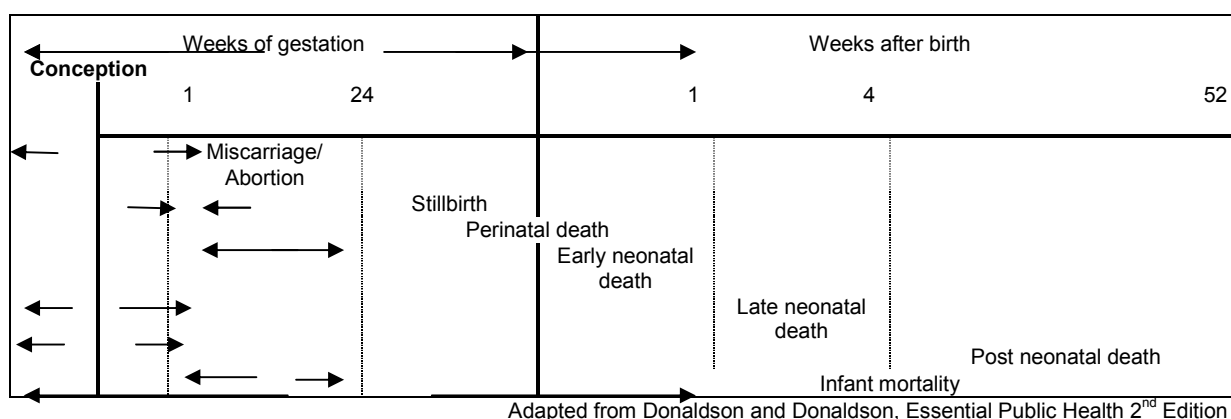 Weeks of gestation
Weeks after birth
Conception
1
24
1
4
52
Miscarriage/
Abortion
Stillbirth
Perinatal death
Early neonatal
death
Late neonatal
death
Post neonatal death
Infant mortality
Adapted from Donaldson and Donaldson, Essential Public Health 2nd Edition